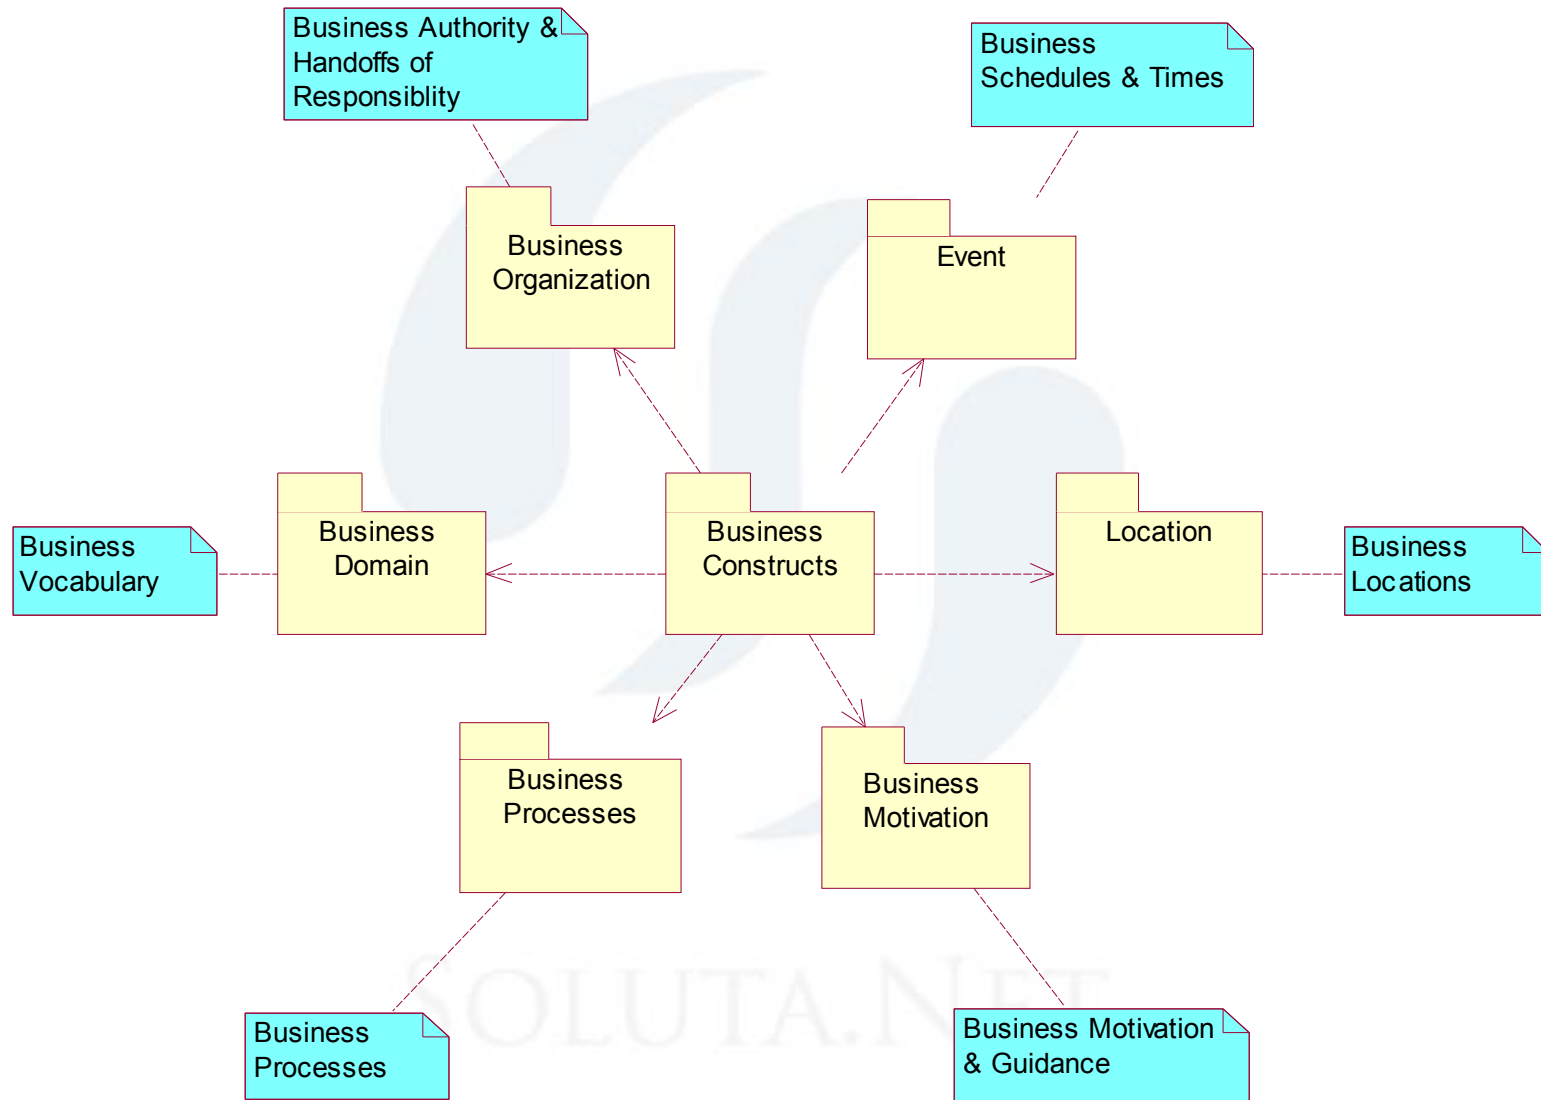 Business Authority &
Handoffs of
Responsiblity
Business
Schedules & Times
Business
Organization
Event
Business
Vocabulary
Business
Domain
Business
Constructs
Location
Business
Locations
Business
Processes
Business
Motivation
SOLUTA.NET
Business
Processes
Business Motivation
& Guidance